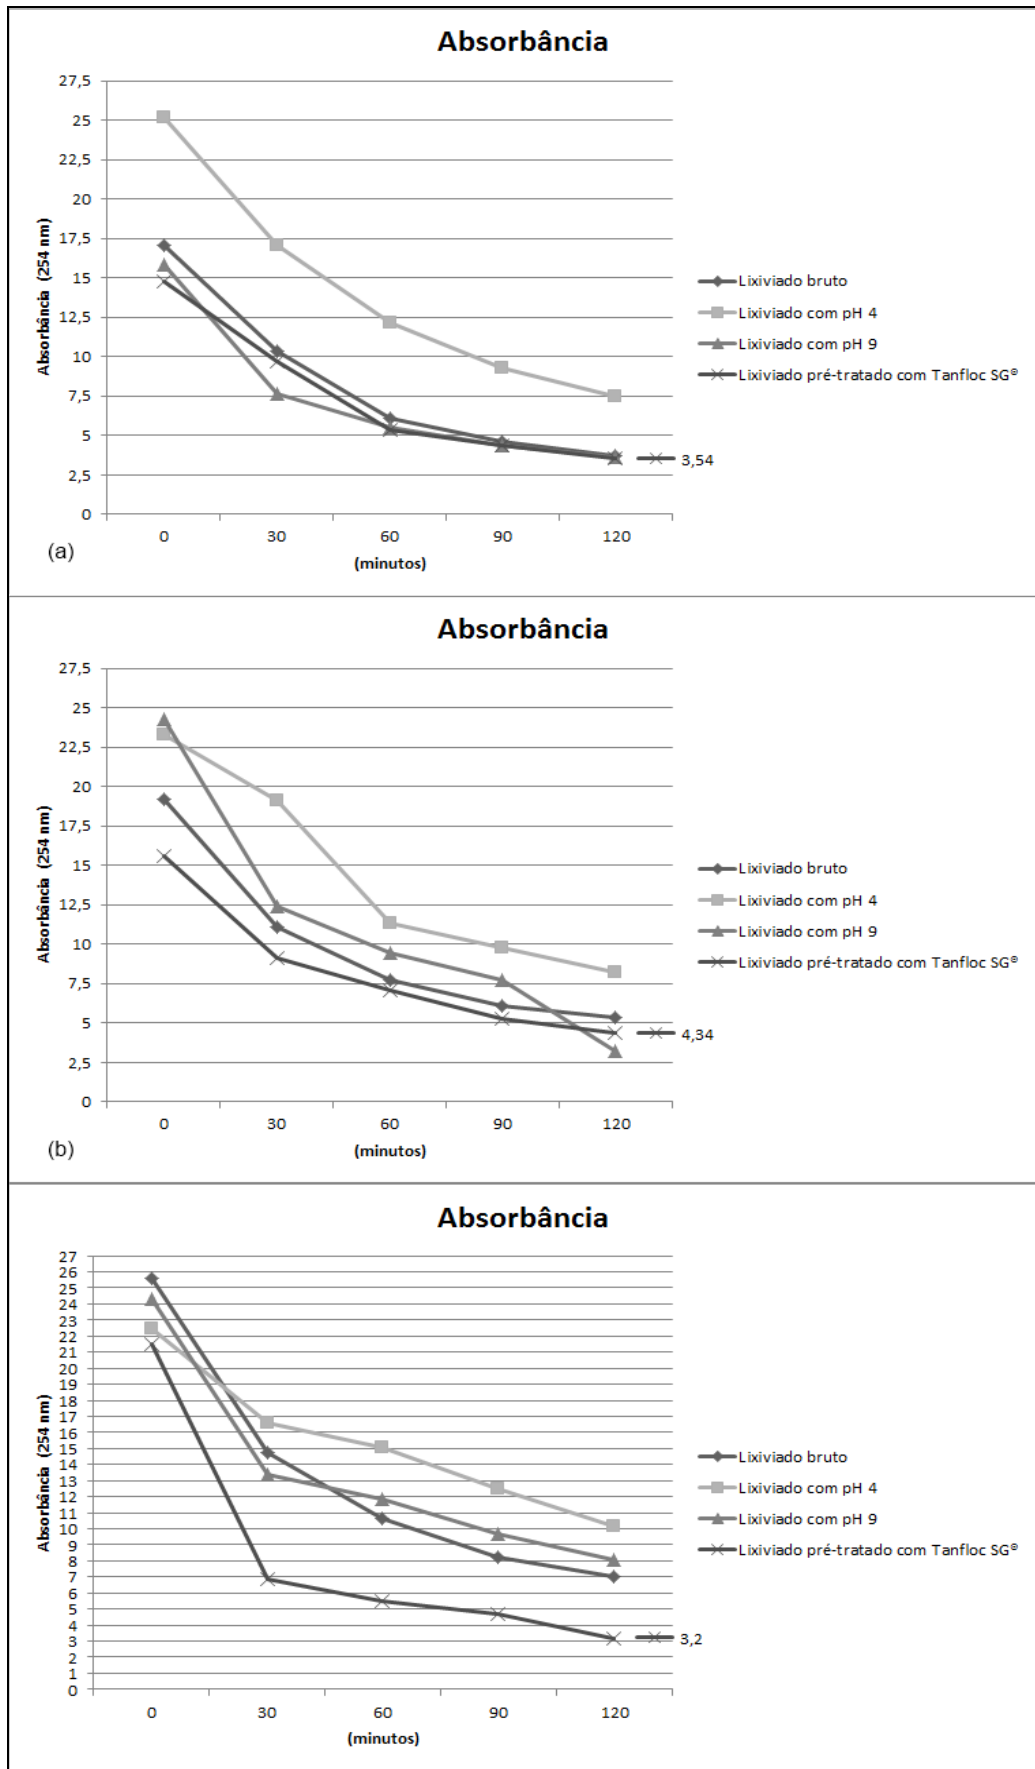 Absorbância
27,5
25
22,5
20
17,5
15
12,5
10
7,5
5
2,5
0
Absorbância (254 nm)
0 30 60 90 120
(minutos)
(a)
Lixiviado bruto
Lixiviado com pH 4
Lixiviado com pH 9
Lixiviado pré-tratado com Tanfloc SG®
3,54
Absorbância
27,5
25
22,5
20
17,5
15
12,5
10
7,5
5
2,5
0
Absorbância (254 nm)
0 30 60 90 120
(minutos)
(b)
Lixiviado bruto
Lixiviado com pH 4
Lixiviado com pH 9
Lixiviado pré-tratado com Tanfloc SG®
4,34
Absorbância
27
26
25
24
23
22
21
20
19
18
17
16
15
14
13
12
11
10
9
8
7
6
5
4
3
2
1
0
Absorbância (254 nm)
0 30 60 90 120
(minutos)
Lixiviado bruto
Lixiviado com pH 4
Lixiviado com pH 9
Lixiviado pré-tratado com Tanfloc SG®
3,2